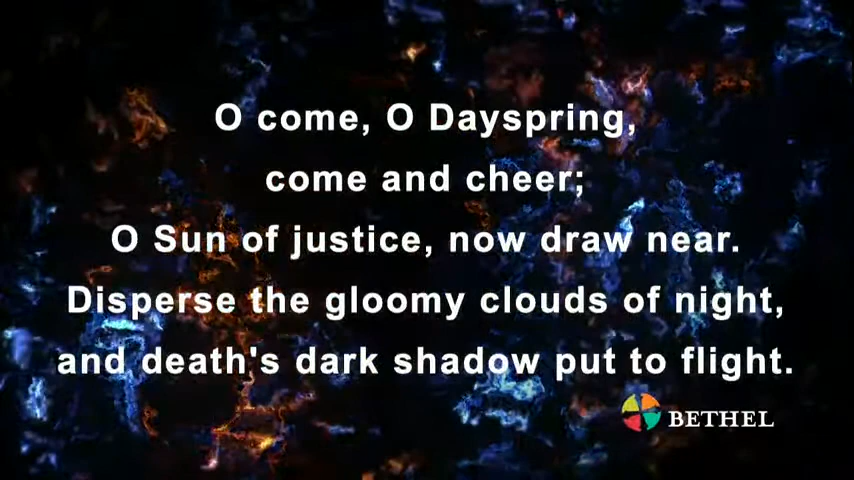 O come, O Dayspring,
come and cheer;
O Sun of justice, now draw near.
Disperse the gloomy clouds of night,
and death's dark shadow put to flight.
BETHEL